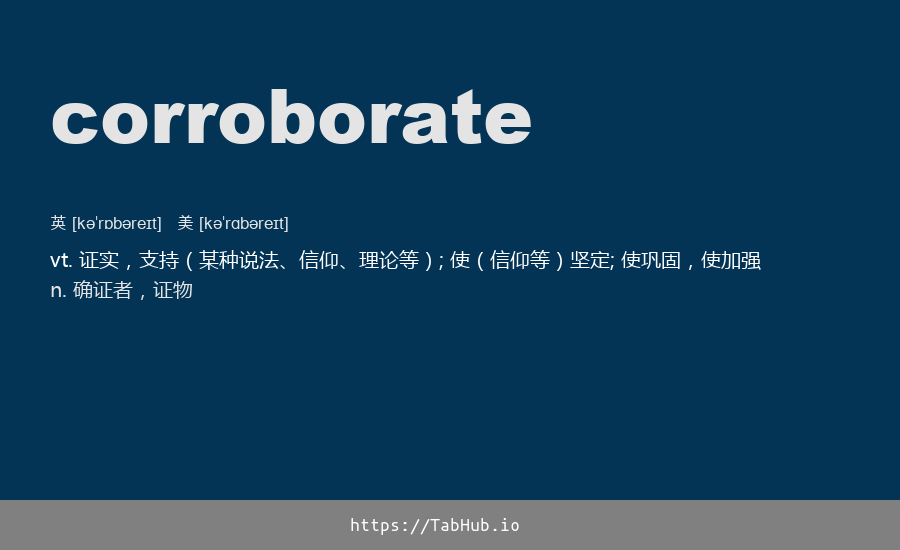 corroborate
英 [kə'rɒbəreɪt] 美 [kə'rɑbəreɪt]
vt. 证实，支持（某种说法、信仰、理论等）; 使（信仰等）坚定; 使巩固，使加强
n. 确证者，证物
https://TabHub.io